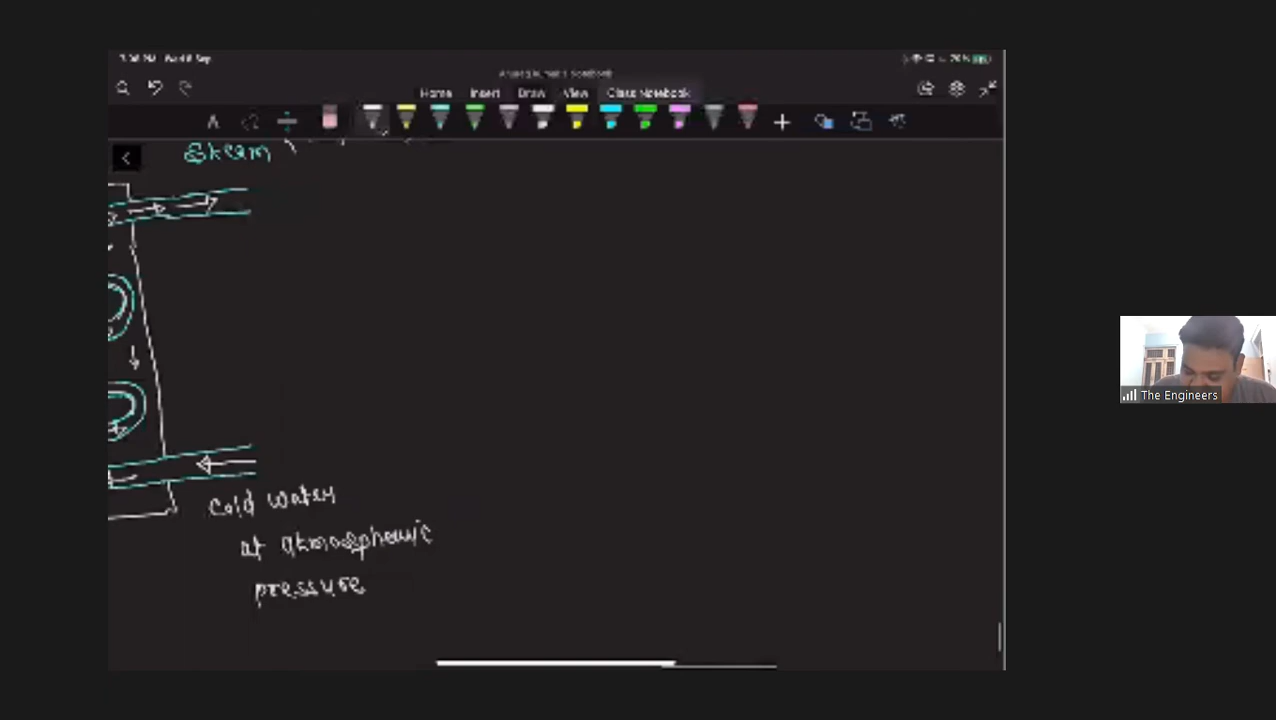 Home Insert Draw View Class Notebook
Steam
Cold water
at atmospheric
pressure
The Engineers